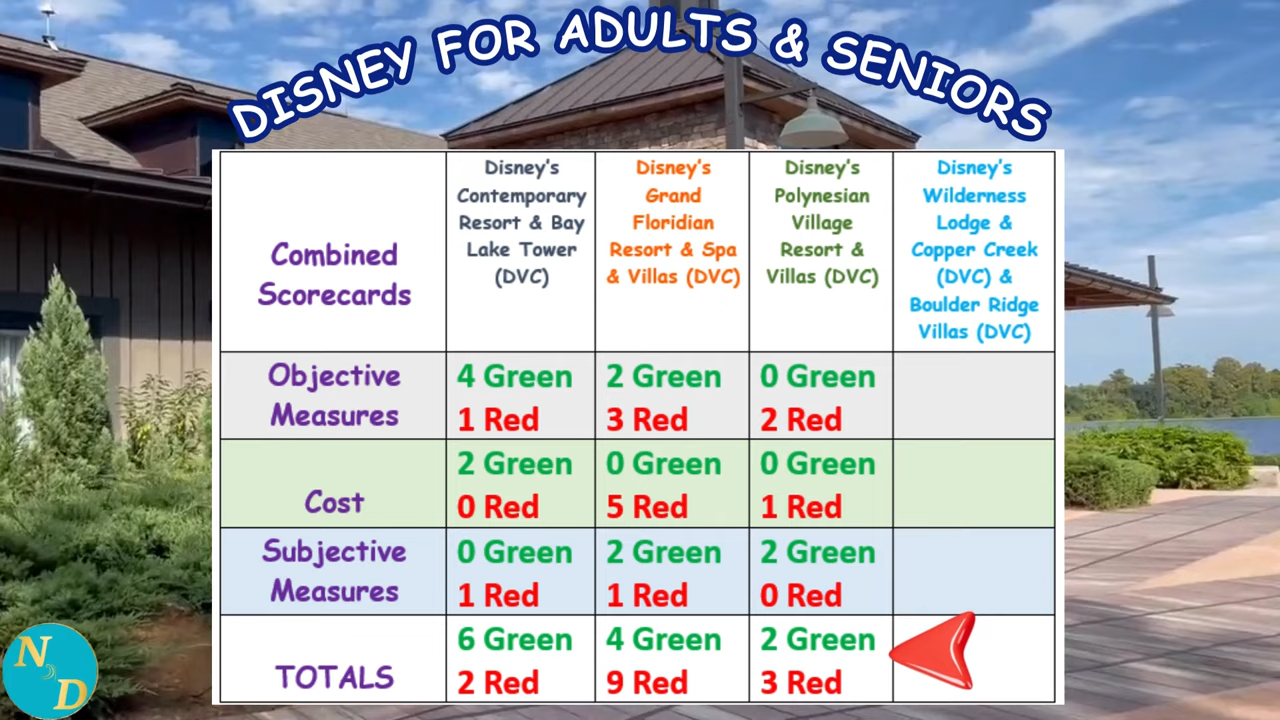 DISNEY FOR ADULTS & SENIORS
Combined
Scorecards
Disney's
Contemporary
Resort & Bay
Lake Tower
(DVC)
Disney's
Grand
Floridian
Resort & Spa
& Villas (DVC)
Disney's
Polynesian
Village
Resort &
Villas (DVC)
Disney's
Wilderness
Lodge &
Copper Creek
(DVC) &
Boulder Ridge
Villas (DVC)
Objective
Measures
4 Green
1 Red
2 Green
3 Red
0 Green
2 Red
Cost
2 Green
0 Red
0 Green
5 Red
0 Green
1 Red
Subjective
Measures
0 Green
1 Red
2 Green
1 Red
2 Green
0 Red
TOTALS
6 Green
2 Red
4 Green
9 Red
2 Green
3 Red
N
D